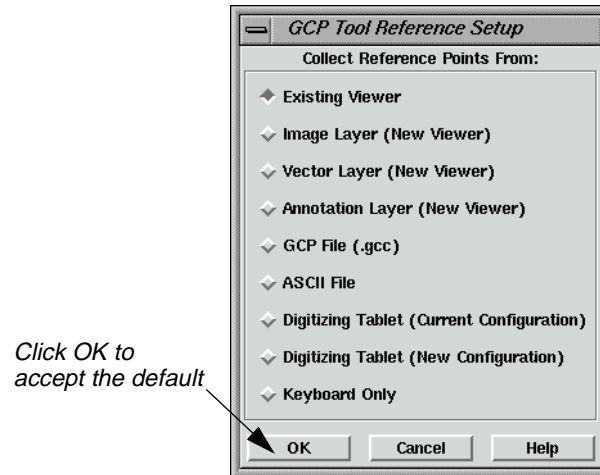 GCP Tool Reference Setup
Collect Reference Points From:
Existing Viewer
Image Layer (New Viewer)
Vector Layer (New Viewer)
Annotation Layer (New Viewer)
GCP File (.gcc)
ASCII File
Digitizing Tablet (Current Configuration)
Digitizing Tablet (New Configuration)
Keyboard Only
Click OK to
accept the default
OK Cancel Help